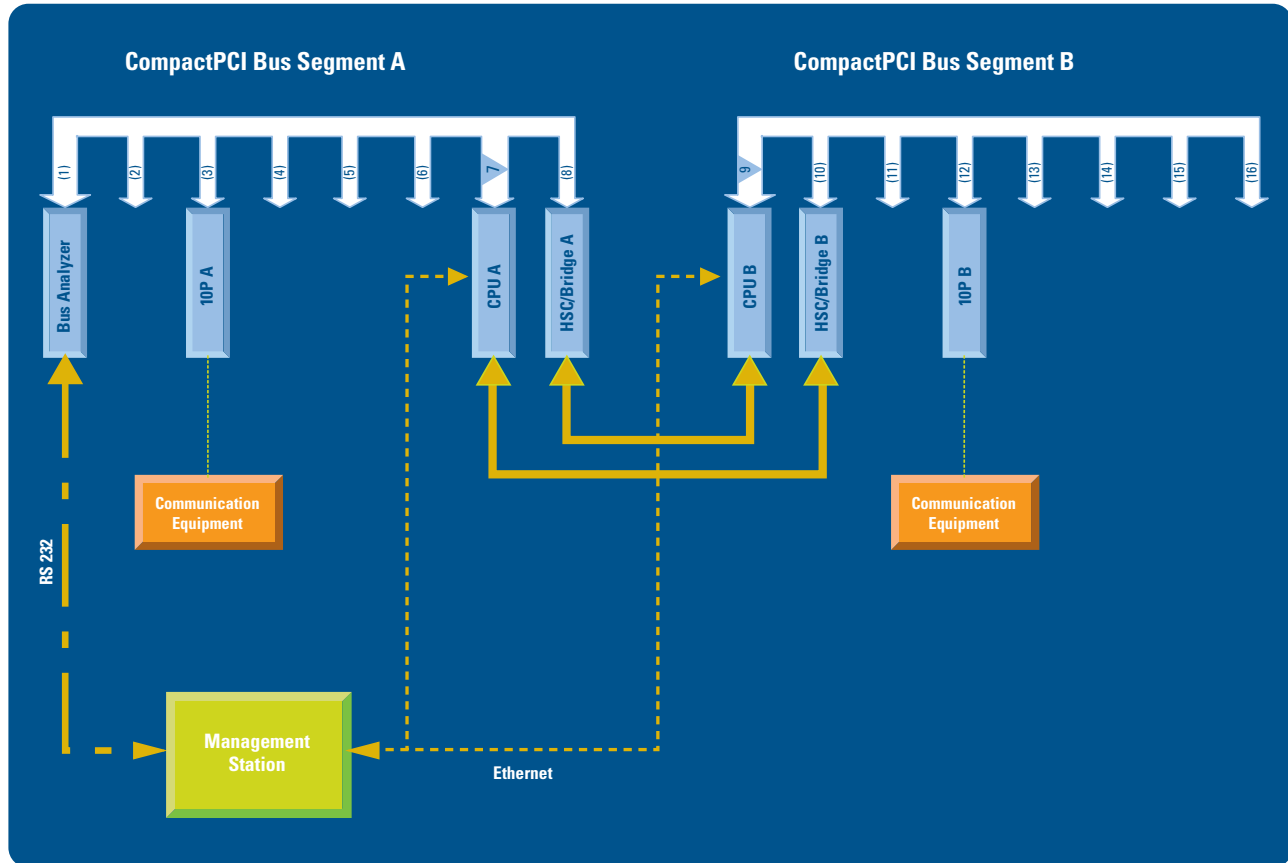 CompactPCI Bus Segment A
CompactPCI Bus Segment B
(1)
(2)
(3)
(4)
(5)
(6)
7
(8)
9
(10)
(11)
(12)
(13)
(14)
(15)
(16)
Bus Analyzer
10P A
CPU A
HSC/Bridge A
CPU B
HSC/Bridge B
10P B
Communication
Equipment
Communication
Equipment
RS 232
Management
Station
Ethernet